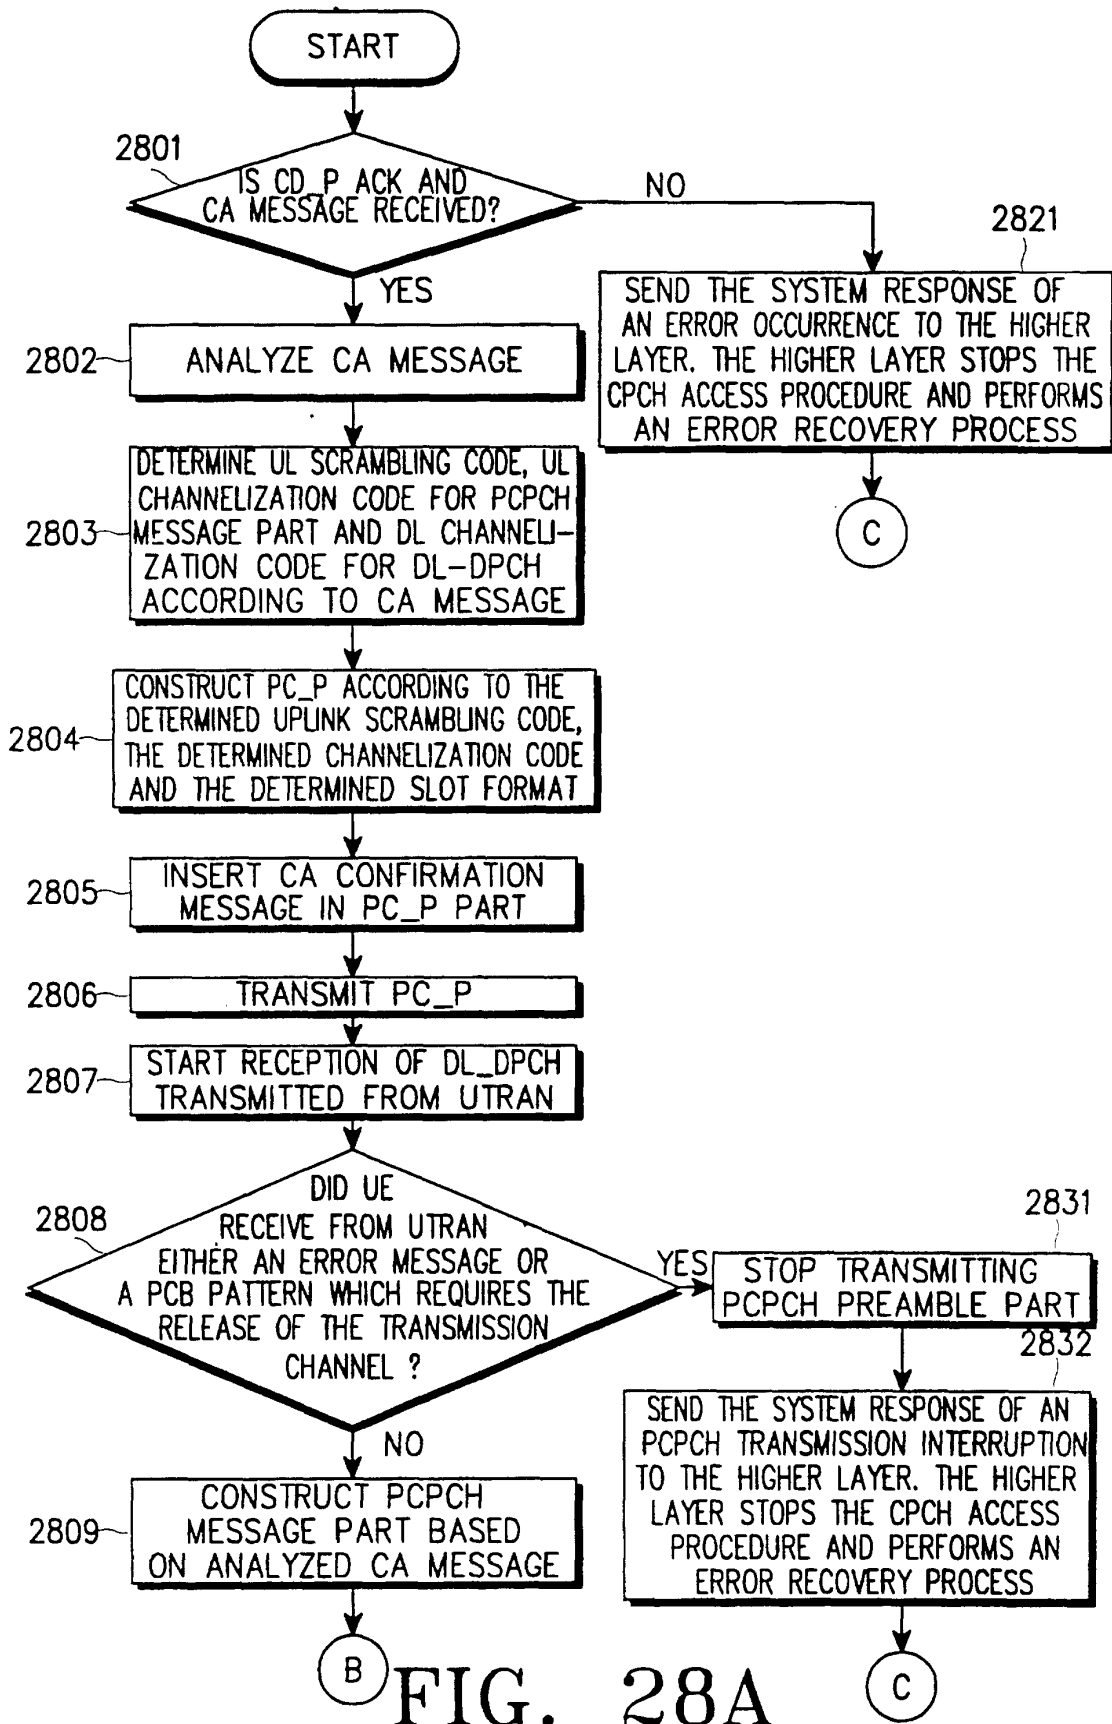 START
2801
IS CD_P ACK AND
CA MESSAGE RECEIVED?
NO
YES
2821
SEND THE SYSTEM RESPONSE OF
AN ERROR OCCURRENCE TO THE HIGHER
LAYER. THE HIGHER LAYER STOPS THE
CPCH ACCESS PROCEDURE AND PERFORMS
AN ERROR RECOVERY PROCESS
C
2802
ANALYZE CA MESSAGE
2803
DETERMINE UL SCRAMBLING CODE, UL
CHANNELIZATION CODE FOR PCPCH
MESSAGE PART AND DL CHANNELI-
ZATION CODE FOR DL-DPCH
ACCORDING TO CA MESSAGE
2804
CONSTRUCT PC_P ACCORDING TO THE
DETERMINED UPLINK SCRAMBLING CODE,
THE DETERMINED CHANNELIZATION CODE
AND THE DETERMINED SLOT FORMAT
2805
INSERT CA CONFIRMATION
MESSAGE IN PC_P PART
2806
TRANSMIT PC_P
2807
START RECEPTION OF DL_DPCH
TRANSMITTED FROM UTRAN
2808
DID UE
RECEIVE FROM UTRAN
EITHER AN ERROR MESSAGE OR
A PCB PATTERN WHICH REQUIRES THE
RELEASE OF THE TRANSMISSION
CHANNEL ?
YES
NO
2831
STOP TRANSMITTING
PCPCH PREAMBLE PART
2832
SEND THE SYSTEM RESPONSE OF AN
PCPCH TRANSMISSION INTERRUPTION
TO THE HIGHER LAYER. THE HIGHER
LAYER STOPS THE CPCH ACCESS
PROCEDURE AND PERFORMS AN
ERROR RECOVERY PROCESS
C
2809
CONSTRUCT PCPCH
MESSAGE PART BASED
ON ANALYZED CA MESSAGE
B
FIG. 28A